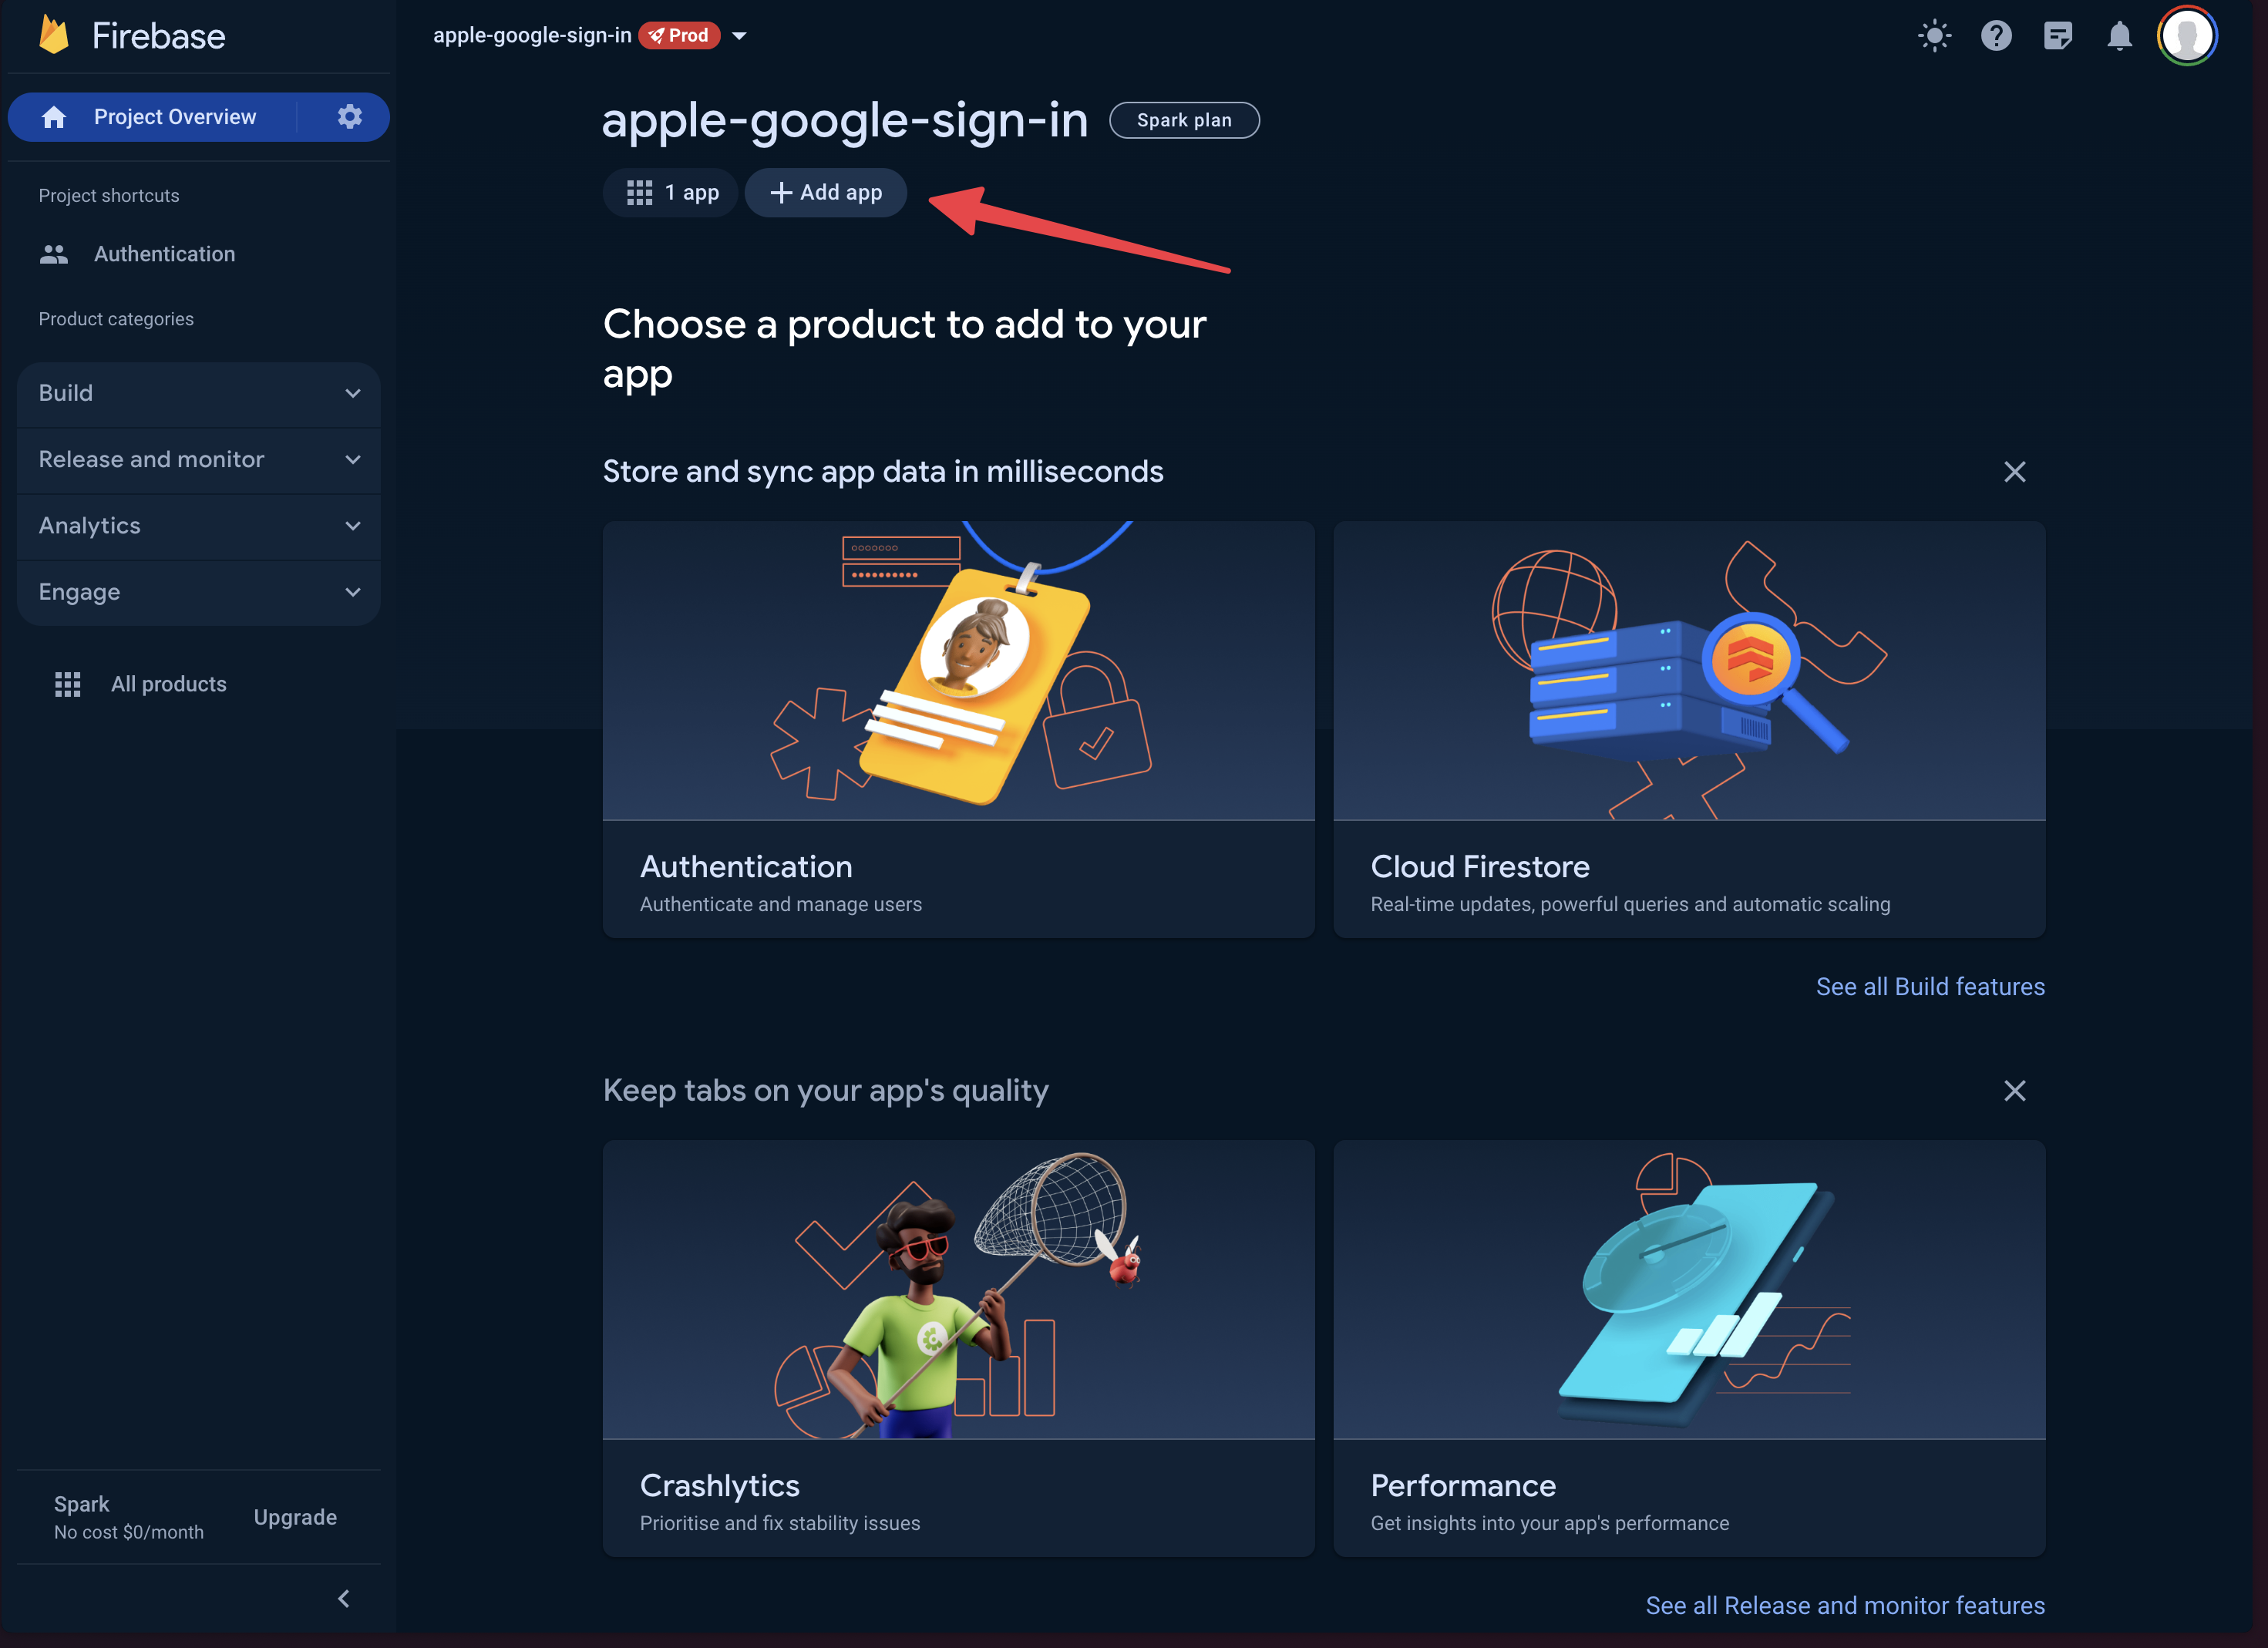 Firebase
apple-google-sign-in Prod
Project Overview
Project shortcuts
Authentication
Product categories
Build
Release and monitor
Analytics
Engage
All products
Spark
No cost $0/month
Upgrade
apple-google-sign-in Spark plan
1 app + Add app
Choose a product to add to your
app
Store and sync app data in milliseconds
Authentication
Authenticate and manage users
Cloud Firestore
Real-time updates, powerful queries and automatic scaling
See all Build features
Keep tabs on your app's quality
Crashlytics
Prioritise and fix stability issues
Performance
Get insights into your app's performance
See all Release and monitor features